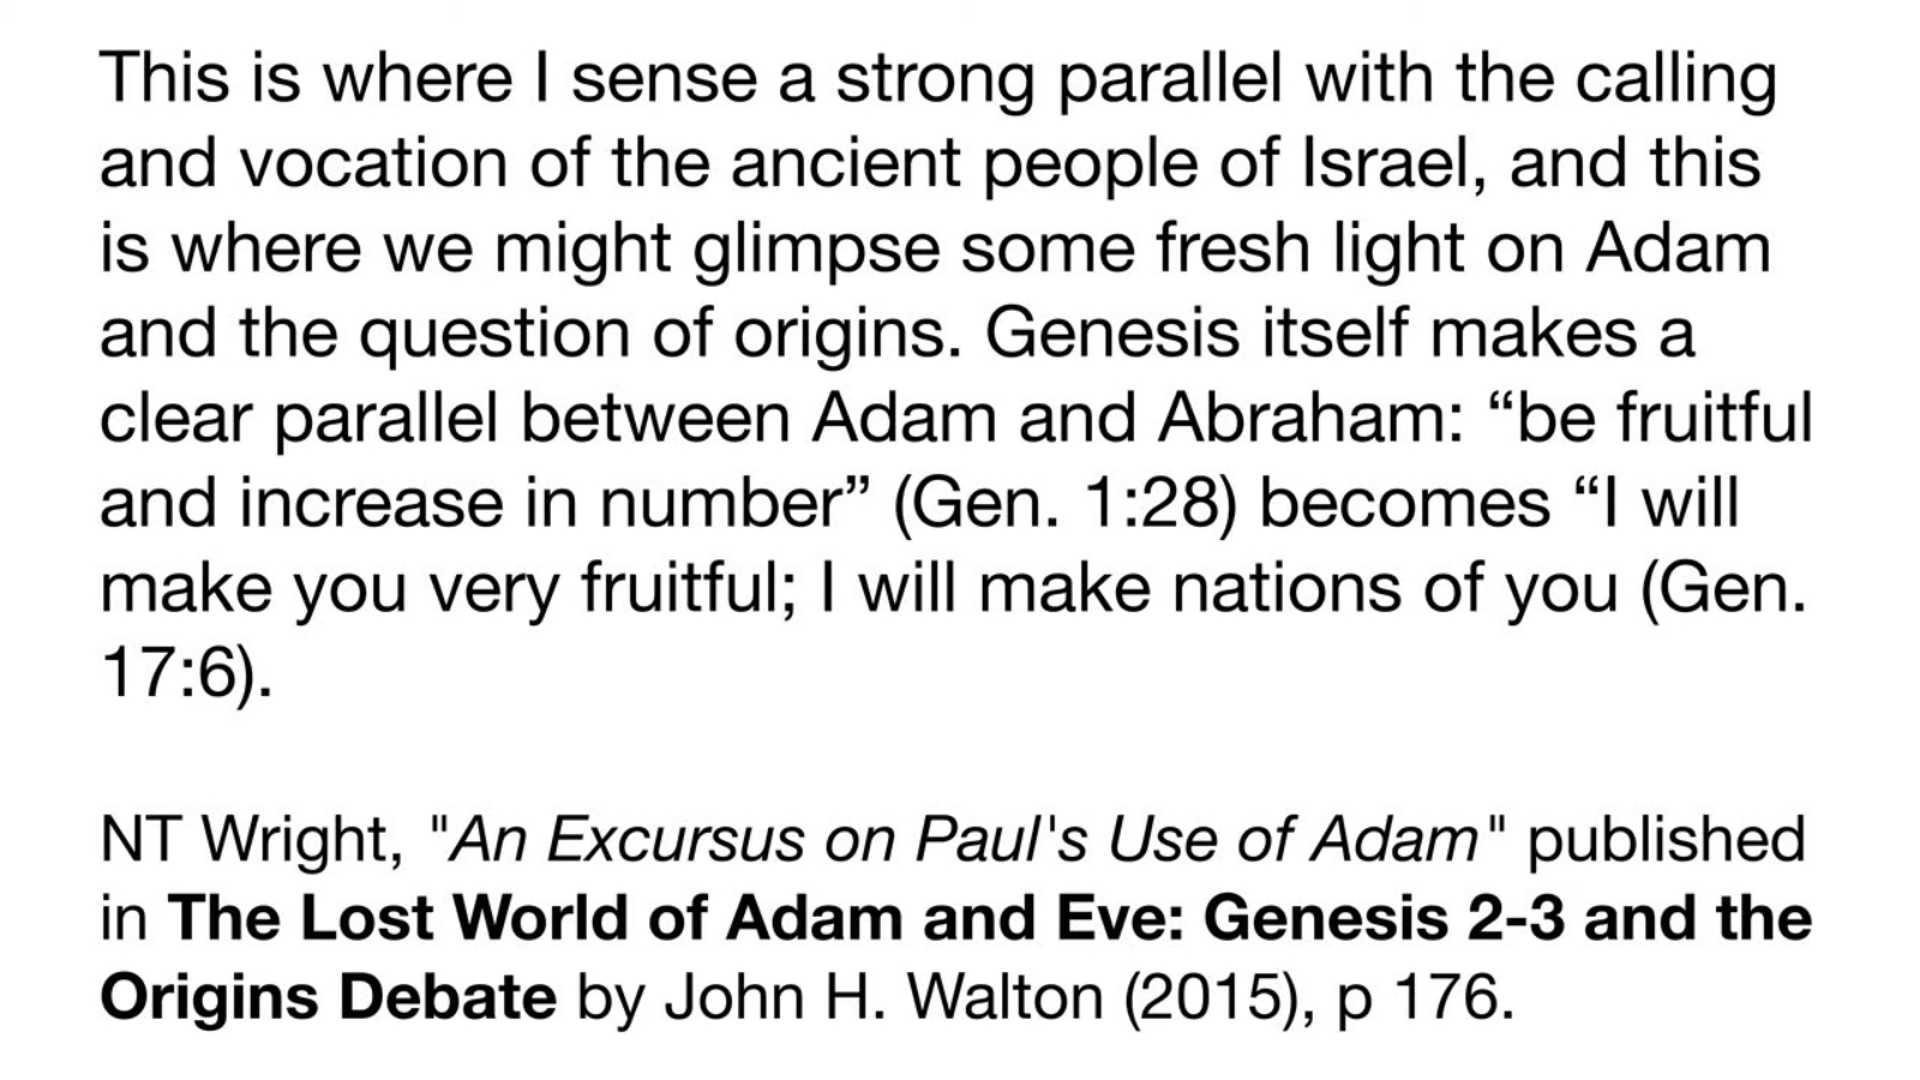 This is where I sense a strong parallel with the calling
and vocation of the ancient people of Israel, and this
is where we might glimpse some fresh light on Adam
and the question of origins. Genesis itself makes a
clear parallel between Adam and Abraham: “be fruitful
and increase in number” (Gen. 1:28) becomes “I will
make you very fruitful; I will make nations of you (Gen.
17:6).
NT Wright, "An Excursus on Paul's Use of Adam" published
in The Lost World of Adam and Eve: Genesis 2-3 and the
Origins Debate by John H. Walton (2015), p 176.